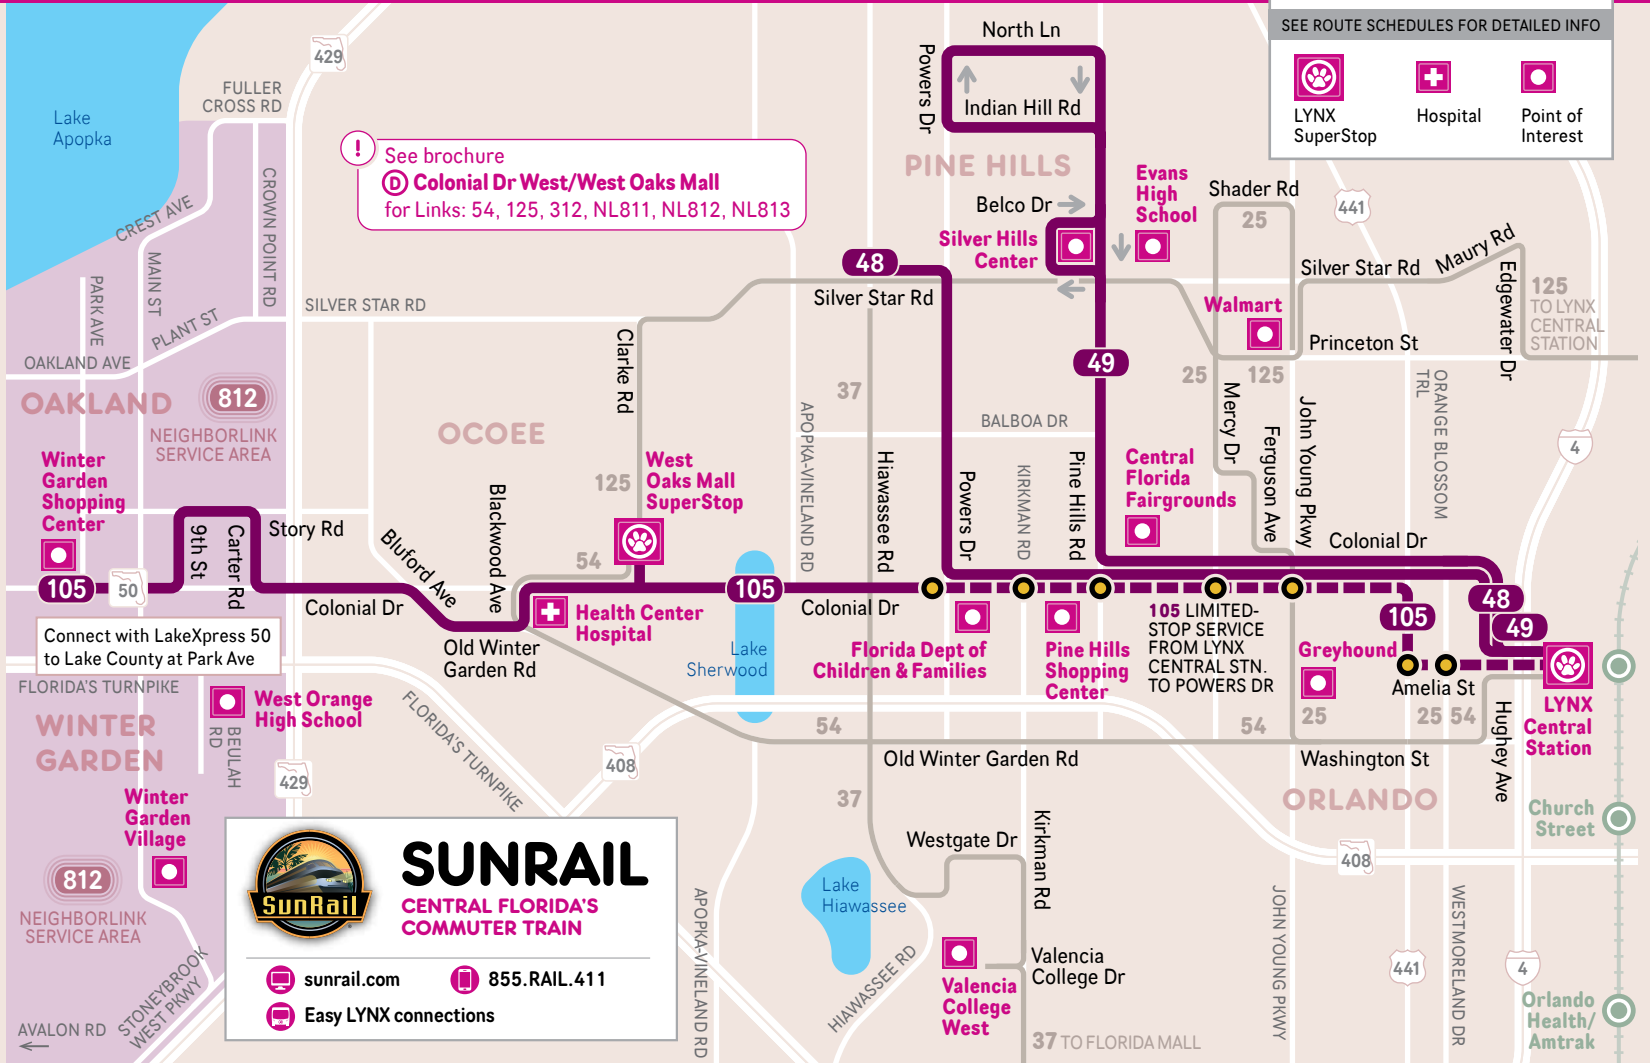 SEE ROUTE SCHEDULES FOR DETAILED INFO
LYNX
SuperStop
Hospital
Point of
Interest
429
FULLER
CROSS RD
Lake
Apopka
CREST AVE
CROWN POINT RD
MAIN ST
PARK AVE
PLANT ST
OAKLAND AVE
SILVER STAR RD
!
See brochure
D Colonial Dr West/West Oaks Mall
for Links: 54, 125, 312, NL811, NL812, NL813
North Ln
Powers Dr
Indian Hill Rd
PINE HILLS
Evans
High
School
Belco Dr
Silver Hills
Center
48
Silver Star Rd
Shader Rd
25
441
Silver Star Rd
Maury Rd
Edgewater Dr
125
TO LYNX
CENTRAL
STATION
Walmart
Princeton St
49
25
125
37
Clarke Rd
OAKLAND
812
NEIGHBORLINK
SERVICE AREA
OCOEE
BALBOA DR
APOPKA-VINELAND RD
Mercy Dr
Ferguson Ave
John Young Pkwy
ORANGE BLOSSOM
TRL
4
Winter
Garden
Shopping
Center
West
Oaks Mall
SuperStop
125
Hiawassee Rd
Powers Dr
KIRKMAN RD
Pine Hills Rd
Central
Florida
Fairgrounds
Colonial Dr
105
50
9th St
Carter Rd
Story Rd
Bluford Ave
Blackwood Ave
54
Colonial Dr
105
Colonial Dr
Health Center
Hospital
Old Winter
Garden Rd
Lake
Sherwood
Florida Dept of
Children & Families
Pine Hills
Shopping
Center
105 LIMITED-
STOP SERVICE
FROM LYNX
CENTRAL STN.
TO POWERS DR
105
48
49
Greyhound
Amelia St
LYNX
Central
Station
Connect with LakeXpress 50
to Lake County at Park Ave
FLORIDA'S TURNPIKE
West Orange
High School
WINTER
GARDEN
BEULAH
RD
429
FLORIDA'S TURNPIKE
408
54
54
25
25
54
Old Winter Garden Rd
Washington St
Hughey Ave
ORLANDO
Church
Street
Winter
Garden
Village
812
NEIGHBORLINK
SERVICE AREA
37
Westgate Dr
Kirkman Rd
408
Lake
Hiawassee
HIAWASSEE RD
APOPKA-VINELAND RD
Valencia
College Dr
Valencia
College
West
37 TO FLORIDA MALL
JOHN YOUNG PKWY
441
WESTMORELAND DR
4
Orlando
Health/
Amtrak
STONEYBROOK
WEST PKWY
AVALON RD
SunRail
SUNRAIL
CENTRAL FLORIDA'S
COMMUTER TRAIN
sunrail.com
855.RAIL.411
Easy LYNX connections